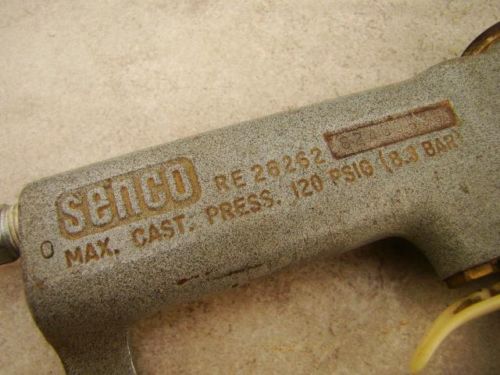 senco RE 26262
MAX. CAST. PRESS. 120 PSIG (8.3 BAR)